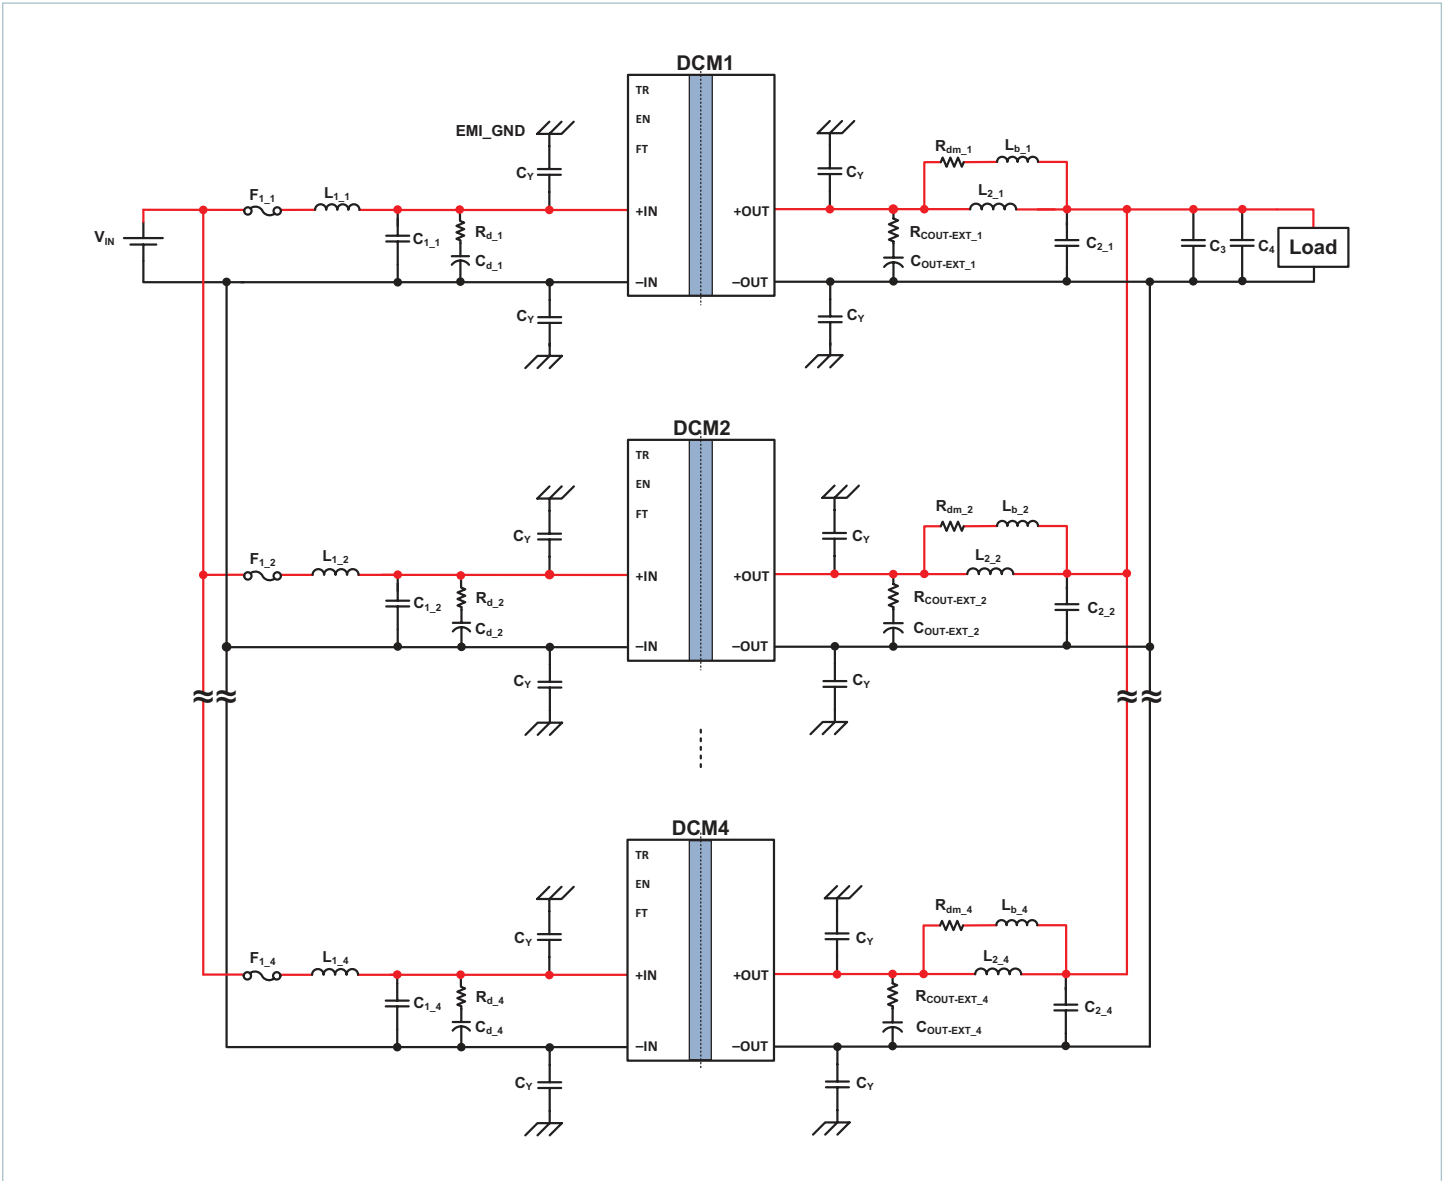 DCM1
TR
EN
FT
+IN
–IN
+OUT
–OUT
EMI_GND
CY
CY
CY
CY
VIN
F1_1
L1_1
C1_1
Rd_1
Cd_1
Rdm_1
Lb_1
L2_1
RCOUT-EXT_1
COUT-EXT_1
C2_1
C3
C4
Load
DCM2
TR
EN
FT
+IN
–IN
+OUT
–OUT
CY
CY
CY
CY
F1_2
L1_2
C1_2
Rd_2
Cd_2
Rdm_2
Lb_2
L2_2
RCOUT-EXT_2
COUT-EXT_2
C2_2
DCM4
TR
EN
FT
+IN
–IN
+OUT
–OUT
CY
CY
CY
CY
F1_4
L1_4
C1_4
Rd_4
Cd_4
Rdm_4
Lb_4
L2_4
RCOUT-EXT_4
COUT-EXT_4
C2_4